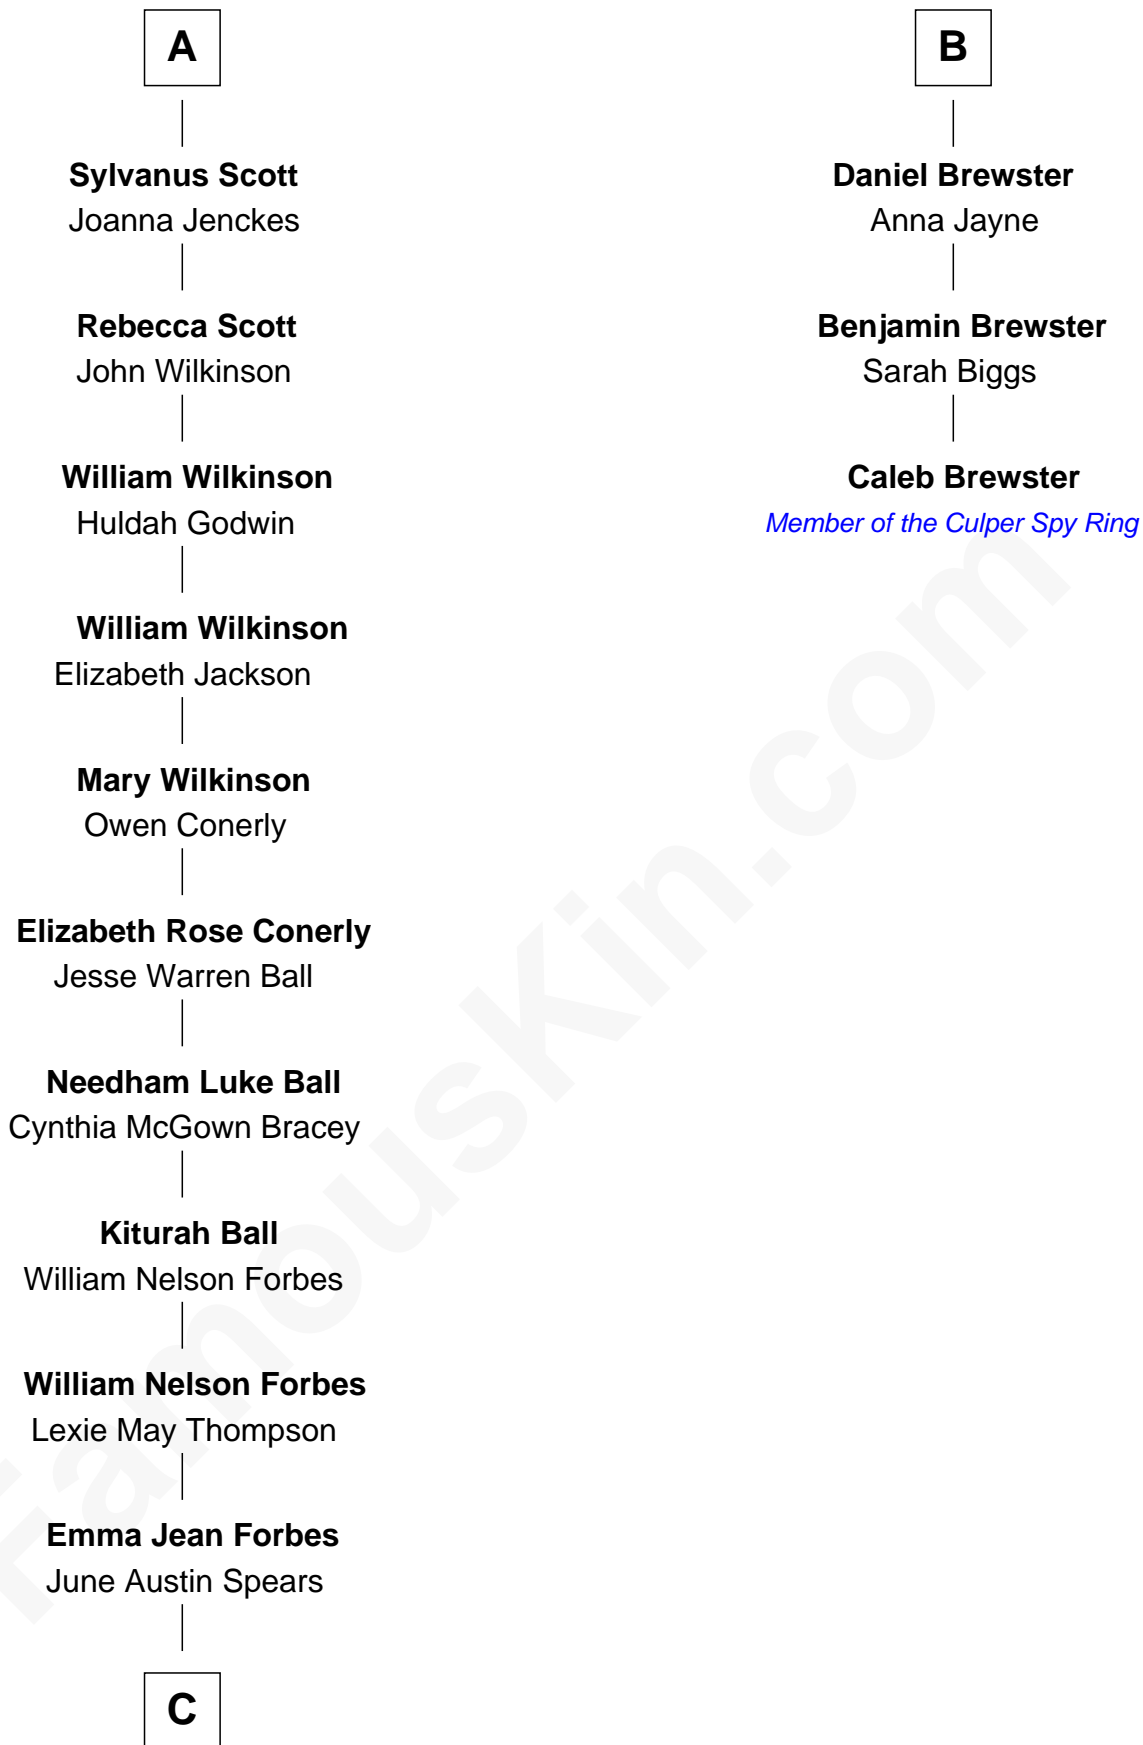 A
Sylvanus Scott
Joanna Jenckes
Rebecca Scott
John Wilkinson
William Wilkinson
Huldah Godwin
William Wilkinson
Elizabeth Jackson
Mary Wilkinson
Owen Conerly
Elizabeth Rose Conerly
Jesse Warren Ball
Needham Luke Ball
Cynthia McGown Bracey
Kiturah Ball
William Nelson Forbes
William Nelson Forbes
Lexie May Thompson
Emma Jean Forbes
June Austin Spears
C
B
Daniel Brewster
Anna Jayne
Benjamin Brewster
Sarah Biggs
Caleb Brewster
Member of the Culper Spy Ring
FamousKin.com